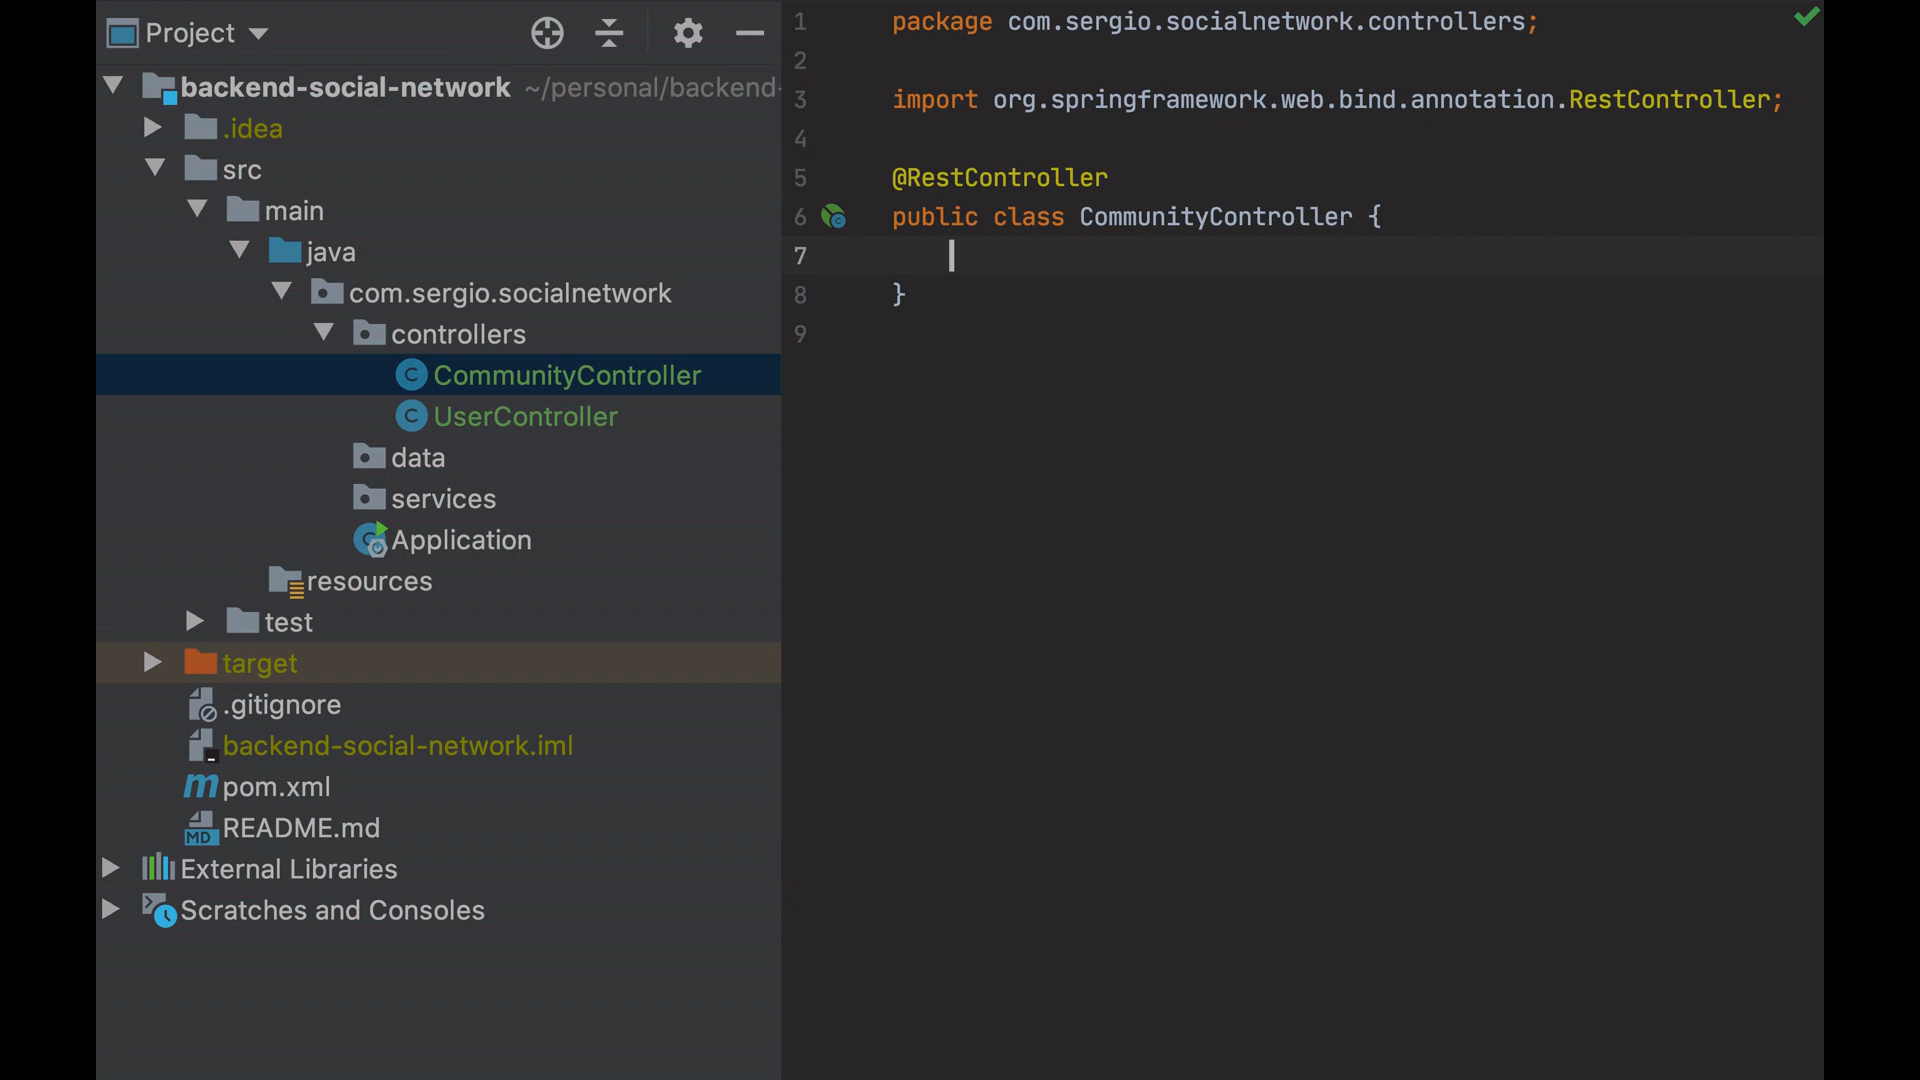 Project
backend-social-network ~/personal/backend-
.idea
src
main
java
com.sergio.socialnetwork
controllers
CommunityController
UserController
data
services
Application
resources
test
target
.gitignore
backend-social-network.iml
pom.xml
README.md
External Libraries
Scratches and Consoles
1 package com.sergio.socialnetwork.controllers;
2
3 import org.springframework.web.bind.annotation.RestController;
4
5 @RestController
6 public class CommunityController {
7
8 }
9